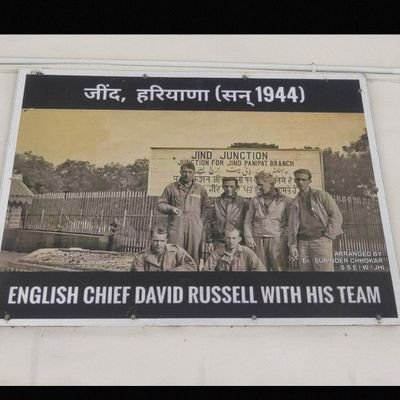 जींद, हरियाणा (सन् 1944)
JIND JUNCTION
JUNCTION FOR JIND PANIPAT BRANCH
ARRANGED BY
Er. SURINDER CHHOKAR
S S E / W / JHI
ENGLISH CHIEF DAVID RUSSELL WITH HIS TEAM